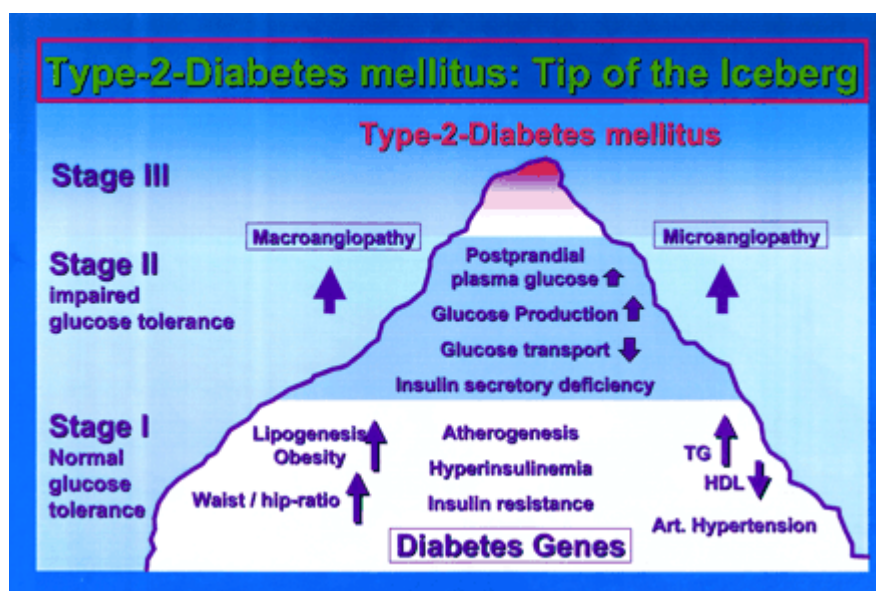 Type-2-Diabetes mellitus: Tip of the Iceberg
Type-2-Diabetes mellitus
Stage III
Macroangiopathy
Microangiopathy
Stage II
impaired
glucose tolerance
Postprandial
plasma glucose
Glucose Production
Glucose transport
Insulin secretory deficiency
Stage I
Normal
glucose
tolerance
Lipogenesis
Obesity
Waist / hip-ratio
Atherogenesis
Hyperinsulinemia
Insulin resistance
TG
HDL
Art. Hypertension
Diabetes Genes